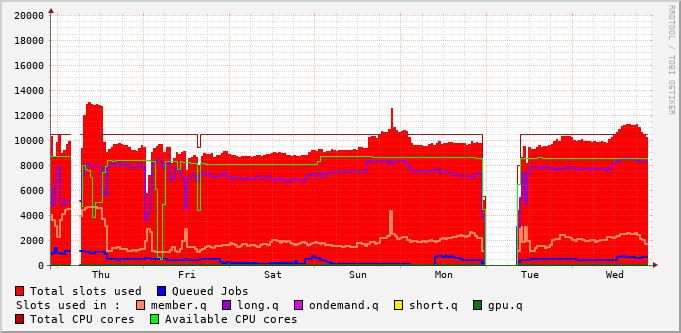 20000
18000
16000
14000
12000
10000
8000
6000
4000
2000
0
Thu Fri Sat Sun Mon Tue Wed
RRDTOOL / TOBI OETIKER
Total slots used Queued Jobs
Slots used in : member.q long.q ondemand.q short.q gpu.q
Total CPU cores Available CPU cores